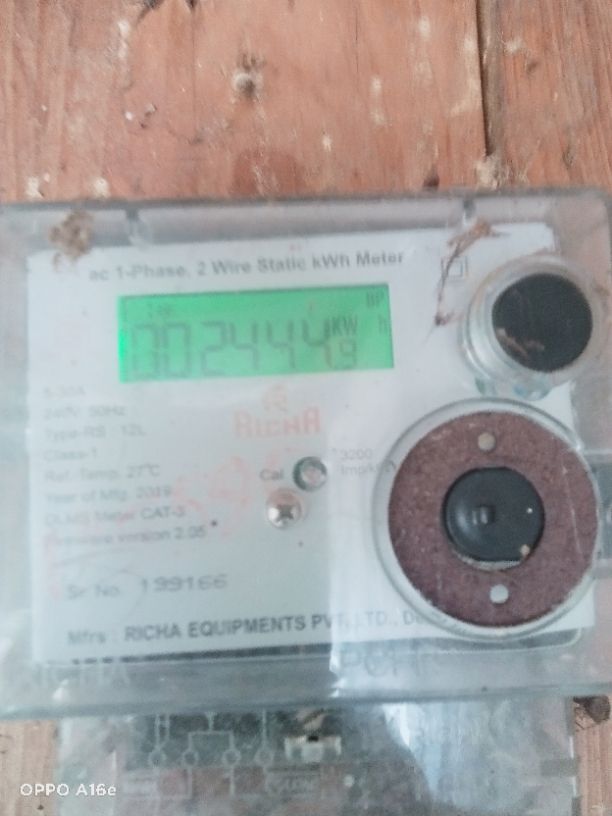 ac 1-Phase, 2 Wire Static kWh Meter
BP
002444.9 KW h
5-30A
240V 50Hz
Type-RS : 12L
Class-1
Ref. Temp. 27°C
Year of Mfg. 2019
DLMS Meter CAT-3
Firmware version 2.05
RICHA
Cal
3200
Sr No. 199166
Mfrs : RICHA EQUIPMENTS PVT. LTD.,
OPPO A16e